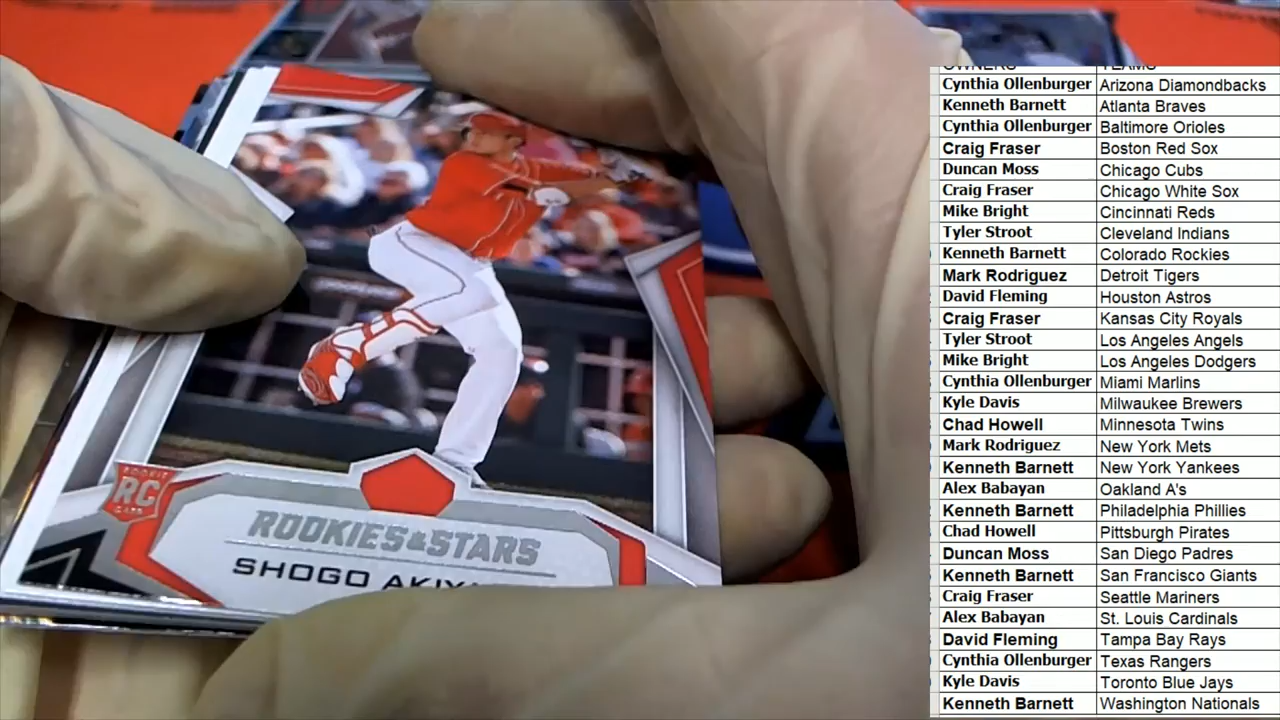 ROOKIE
RC
CARD
ROOKIES & STARS
SHOGO
OWNERS TEAMS
Cynthia Ollenburger Arizona Diamondbacks
Kenneth Barnett Atlanta Braves
Cynthia Ollenburger Baltimore Orioles
Craig Fraser Boston Red Sox
Duncan Moss Chicago Cubs
Craig Fraser Chicago White Sox
Mike Bright Cincinnati Reds
Tyler Stroot Cleveland Indians
Kenneth Barnett Colorado Rockies
Mark Rodriguez Detroit Tigers
David Fleming Houston Astros
Craig Fraser Kansas City Royals
Tyler Stroot Los Angeles Angels
Mike Bright Los Angeles Dodgers
Cynthia Ollenburger Miami Marlins
Kyle Davis Milwaukee Brewers
Chad Howell Minnesota Twins
Mark Rodriguez New York Mets
Kenneth Barnett New York Yankees
Alex Babayan Oakland A's
Kenneth Barnett Philadelphia Phillies
Chad Howell Pittsburgh Pirates
Duncan Moss San Diego Padres
Kenneth Barnett San Francisco Giants
Craig Fraser Seattle Mariners
Alex Babayan St. Louis Cardinals
David Fleming Tampa Bay Rays
Cynthia Ollenburger Texas Rangers
Kyle Davis Toronto Blue Jays
Kenneth Barnett Washington Nationals